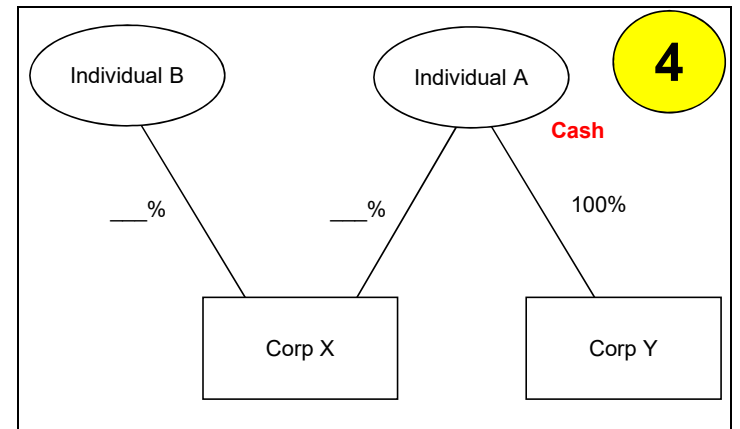 Individual B
Individual A
4
Cash
___%
___%
100%
Corp X
Corp Y